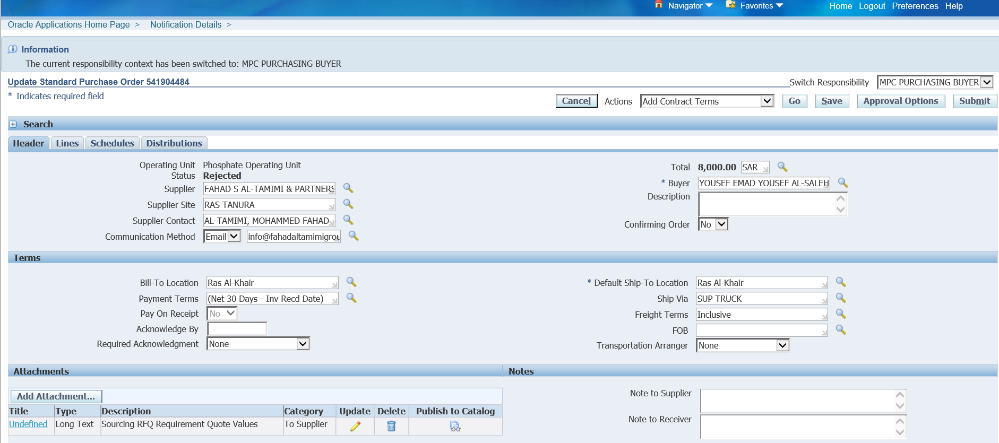 Navigator Favorites Home Logout Preferences Help
Oracle Applications Home Page > Notification Details >
Information
The current responsibility context has been switched to: MPC PURCHASING BUYER
Update Standard Purchase Order 541904484
Switch Responsibility MPC PURCHASING BUYER
* Indicates required field
Cancel Actions Add Contract Terms Go Save Approval Options Submit
Search
Header Lines Schedules Distributions
Operating Unit Phosphate Operating Unit
Status Rejected
Supplier FAHAD S AL-TAMIMI & PARTNERS
Supplier Site RAS TANURA
Supplier Contact AL-TAMIMI, MOHAMMED FAHAD
Communication Method Email info@fahadaltamimigrou
Total 8,000.00 SAR
* Buyer YOUSEF EMAD YOUSEF AL-SALEH
Description
Confirming Order No
Terms
Bill-To Location Ras Al-Khair
Payment Terms (Net 30 Days - Inv Recd Date)
Pay On Receipt No
Acknowledge By
Required Acknowledgment None
* Default Ship-To Location Ras Al-Khair
Ship Via SUP TRUCK
Freight Terms Inclusive
FOB
Transportation Arranger None
Attachments
Add Attachment...
Title Type Description Category Update Delete Publish to Catalog
Undefined Long Text Sourcing RFQ Requirement Quote Values To Supplier
Notes
Note to Supplier
Note to Receiver